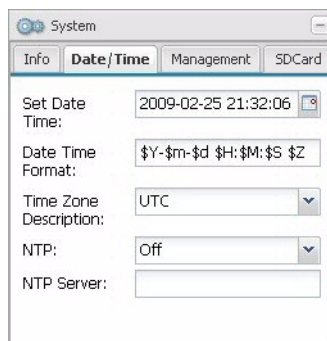 System
Info Date/Time Management SDCard
Set Date Time: 2009-02-25 21:32:06
Date Time Format: $Y-$m-$d $H:$M:$S $Z
Time Zone Description: UTC
NTP: Off
NTP Server: